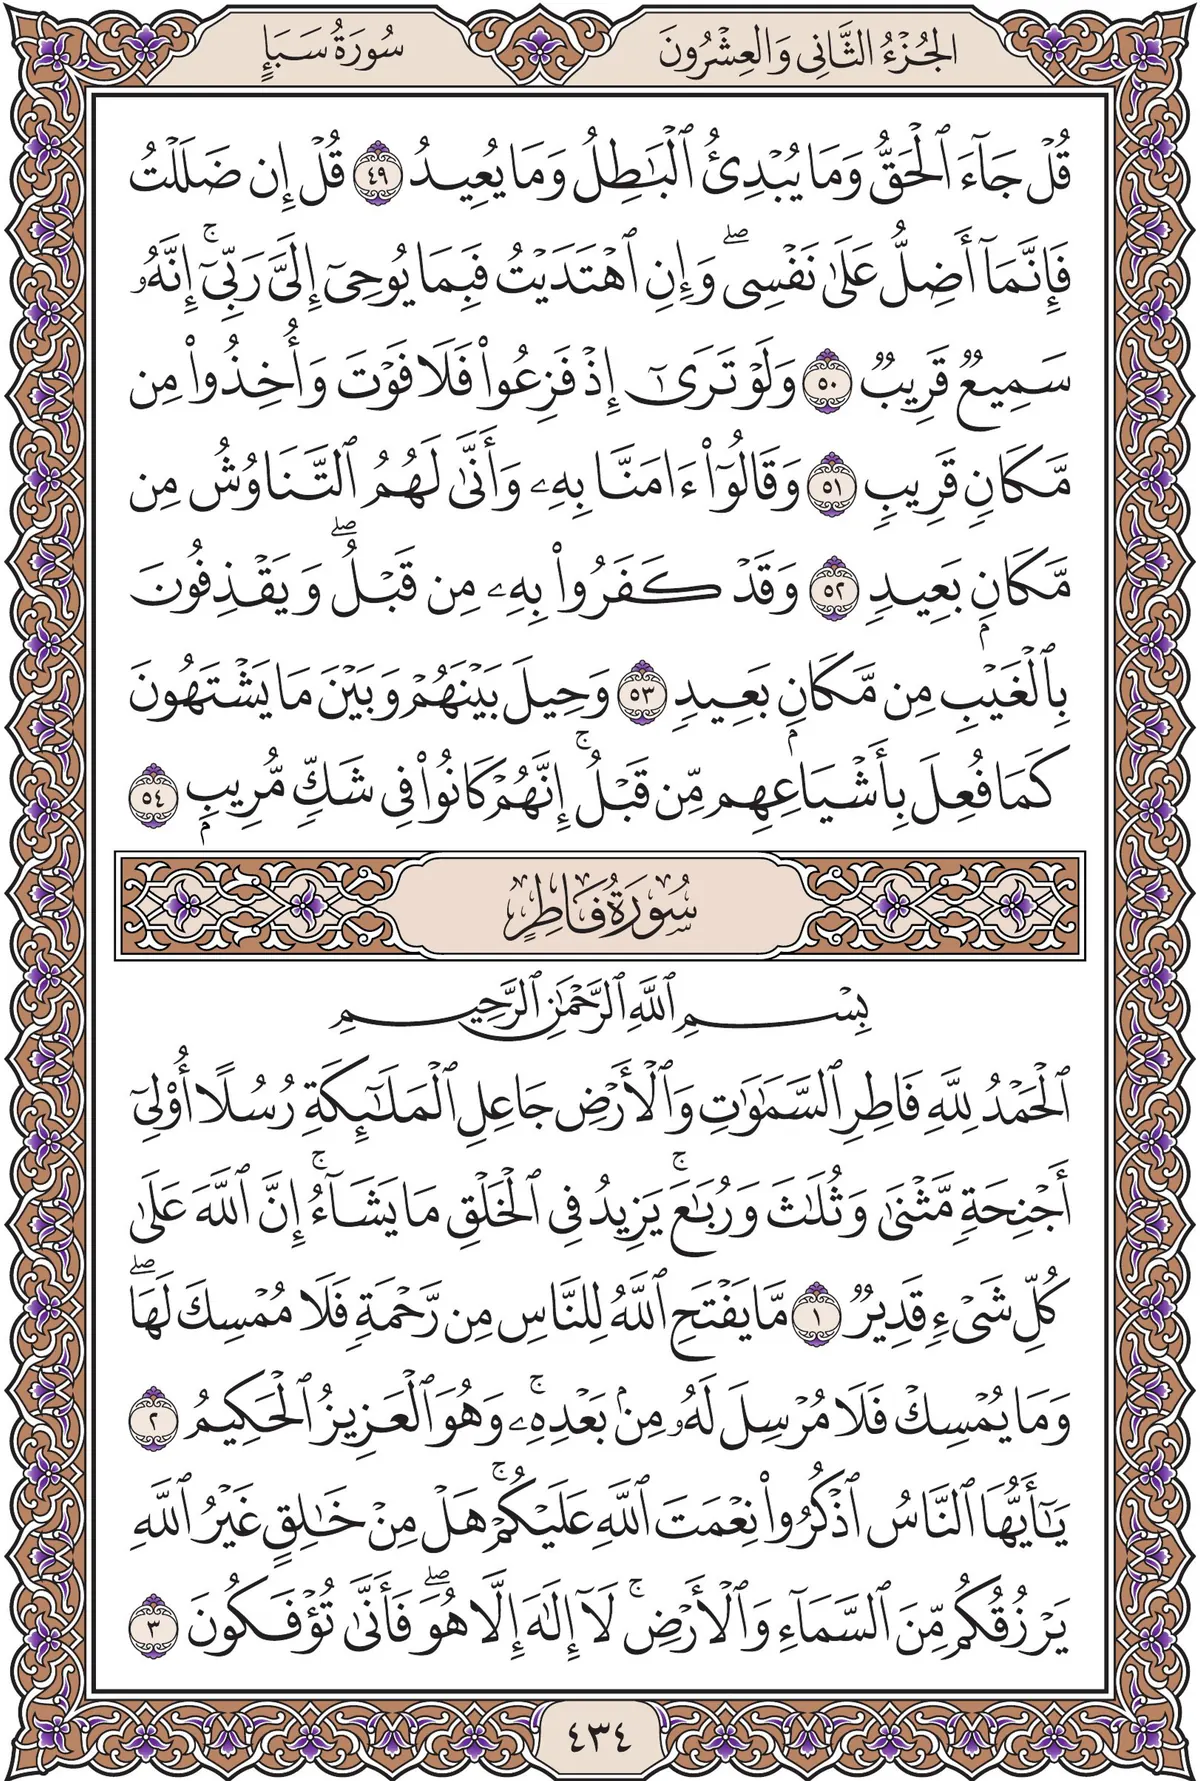 الجُزْءُ الثَّانِى وَالعِشْرُونَ
سُورَةُ سَبَإٍ
قُلْ جَآءَ ٱلْحَقُّ وَمَا يُبْدِئُ ٱلْبَٰطِلُ وَمَا يُعِيدُ ٤٩ قُلْ إِن ضَلَلْتُ
فَإِنَّمَآ أَضِلُّ عَلَىٰ نَفْسِى ۖ وَإِنِ ٱهْتَدَيْتُ فَبِمَا يُوحِىٓ إِلَىَّ رَبِّىٓ ۚ إِنَّهُۥ
سَمِيعٌ قَرِيبٌ ٥٠ وَلَوْ تَرَىٰٓ إِذْ فَزِعُوا۟ فَلَا فَوْتَ وَأُخِذُوا۟ مِن
مَّكَانٍ قَرِيبٍ ٥١ وَقَالُوٓا۟ ءَامَنَّا بِهِۦ وَأَنَّىٰ لَهُمُ ٱلتَّنَاوُشُ مِن
مَّكَانٍۭ بَعِيدٍ ٥٢ وَقَدْ كَفَرُوا۟ بِهِۦ مِن قَبْلُ ۖ وَيَقْذِفُونَ
بِٱلْغَيْبِ مِن مَّكَانٍۭ بَعِيدٍ ٥٣ وَحِيلَ بَيْنَهُمْ وَبَيْنَ مَا يَشْتَهُونَ
كَمَا فُعِلَ بِأَشْيَاعِهِم مِّن قَبْلُ ۚ إِنَّهُمْ كَانُوا۟ فِى شَكٍّ مُّرِيبٍۭ ٥٤
سُورَةُ فَاطِرٍ
بِسْمِ ٱللَّهِ ٱلرَّحْمَٰنِ ٱلرَّحِيمِ
ٱلْحَمْدُ لِلَّهِ فَاطِرِ ٱلسَّمَٰوَٰتِ وَٱلْأَرْضِ جَاعِلِ ٱلْمَلَٰٓئِكَةِ رُسُلًا أُو۟لِىٓ
أَجْنِحَةٍ مَّثْنَىٰ وَثُلَٰثَ وَرُبَٰعَ ۚ يَزِيدُ فِى ٱلْخَلْقِ مَا يَشَآءُ ۚ إِنَّ ٱللَّهَ عَلَىٰ
كُلِّ شَىْءٍ قَدِيرٌ ١ مَّا يَفْتَحِ ٱللَّهُ لِلنَّاسِ مِن رَّحْمَةٍ فَلَا مُمْسِكَ لَهَا ۖ
وَمَا يُمْسِكْ فَلَا مُرْسِلَ لَهُۥ مِنۢ بَعْدِهِۦ ۚ وَهُوَ ٱلْعَزِيزُ ٱلْحَكِيمُ ٢
يَٰٓأَيُّهَا ٱلنَّاسُ ٱذْكُرُوا۟ نِعْمَتَ ٱللَّهِ عَلَيْكُمْ ۚ هَلْ مِنْ خَٰلِقٍ غَيْرُ ٱللَّهِ
يَرْزُقُكُم مِّنَ ٱلسَّمَآءِ وَٱلْأَرْضِ ۚ لَآ إِلَٰهَ إِلَّا هُوَ ۖ فَأَنَّىٰ تُؤْفَكُونَ ٣
٤٣٤